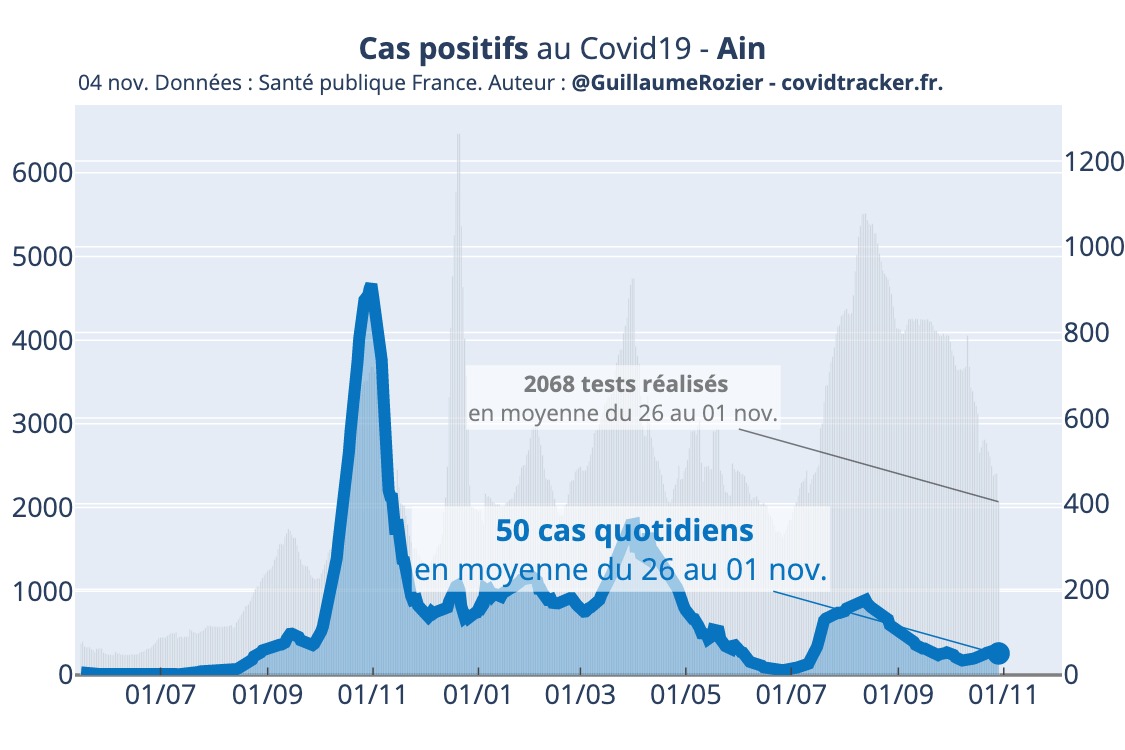 Cas positifs au Covid19 - Ain
04 nov. Données : Santé publique France. Auteur : @GuillaumeRozier - covidtracker.fr.
6000
5000
4000
3000
2000
1000
0
1200
1000
800
600
400
200
0
2068 tests réalisés
en moyenne du 26 au 01 nov.
50 cas quotidiens
en moyenne du 26 au 01 nov.
01/07 01/09 01/11 01/01 01/03 01/05 01/07 01/09 01/11